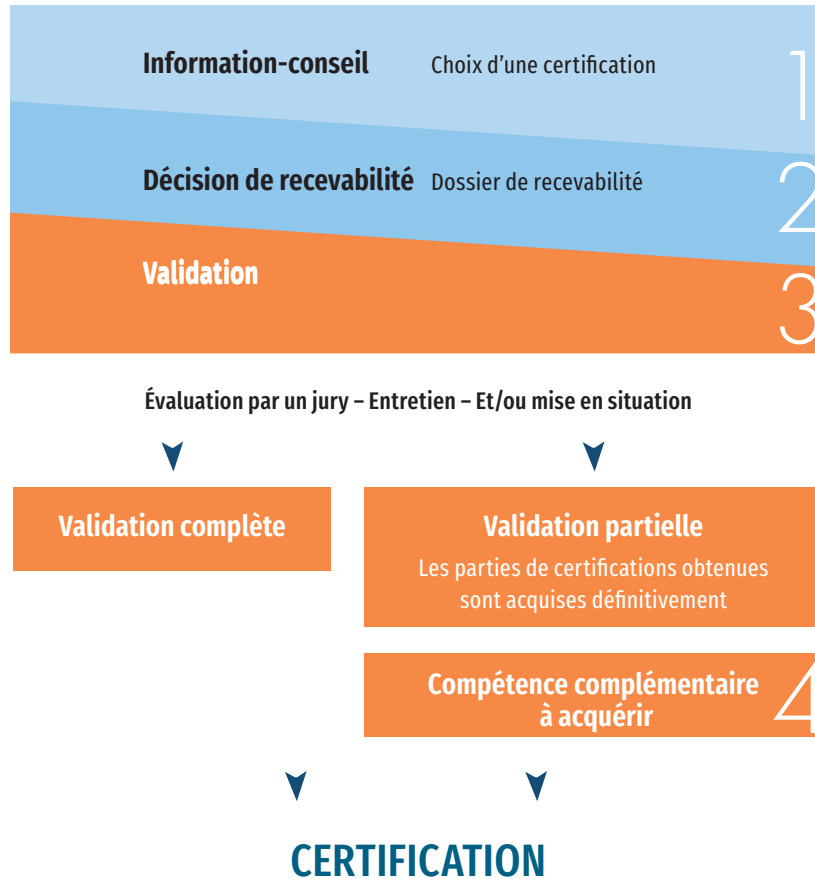 Information-conseil Choix d'une certification 1
Décision de recevabilité Dossier de recevabilité 2
Validation 3
Évaluation par un jury – Entretien – Et/ou mise en situation
Validation complète
Validation partielle
Les parties de certifications obtenues
sont acquises définitivement
Compétence complémentaire
à acquérir
4
CERTIFICATION